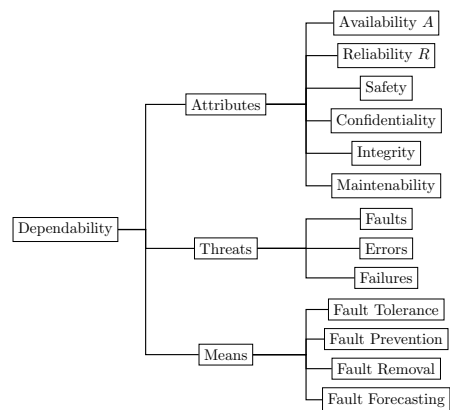 Availability A
Reliability R
Safety
Attributes
Confidentiality
Integrity
Maintenability
Dependability
Faults
Threats
Errors
Failures
Fault Tolerance
Fault Prevention
Means
Fault Removal
Fault Forecasting